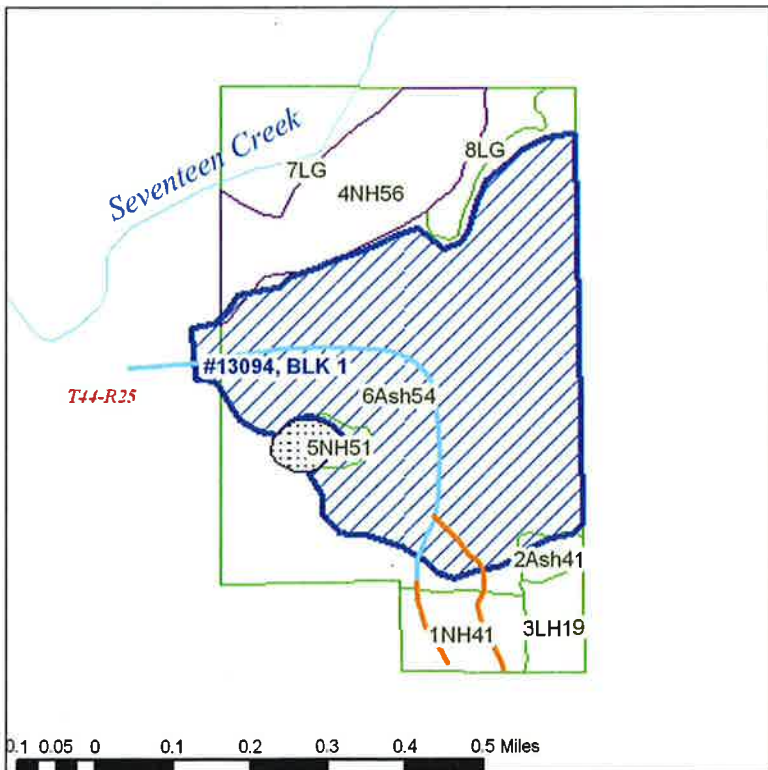 Seventeen Creek
7LG
8LG
4NH56
#13094, BLK 1
T44-R25
6Ash54
5NH51
2Ash41
1NH41
3LH19
0.1 0.05 0 0.1 0.2 0.3 0.4 0.5 Miles